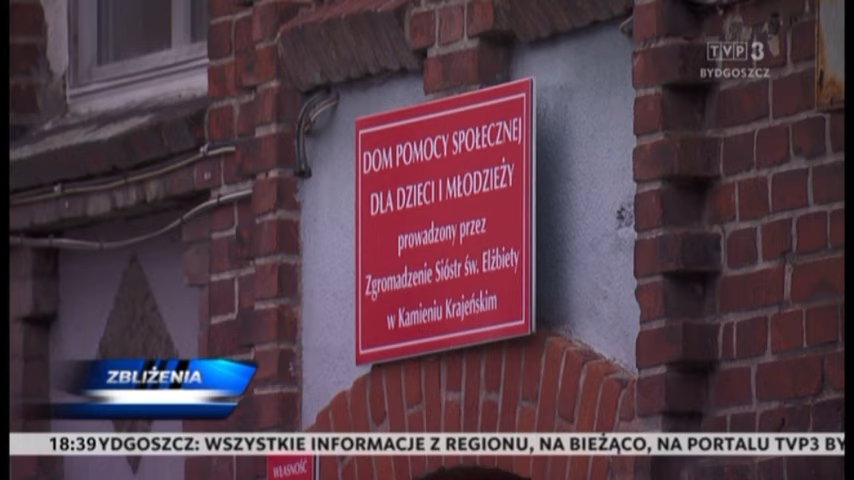 TVP3
BYDGOSZCZ
DOM POMOCY SPOŁECZNEJ
DLA DZIECI I MŁODZIEŻY
prowadzony przez
Zgromadzenie Sióstr św. Elżbiety
w Kamieniu Krajeńskim
ZBLIŻENIA
18:39 YDGOSZCZ: WSZYSTKIE INFORMACJE Z REGIONU, NA BIEŻĄCO, NA PORTALU TVP3 BY
WŁASNOŚĆ